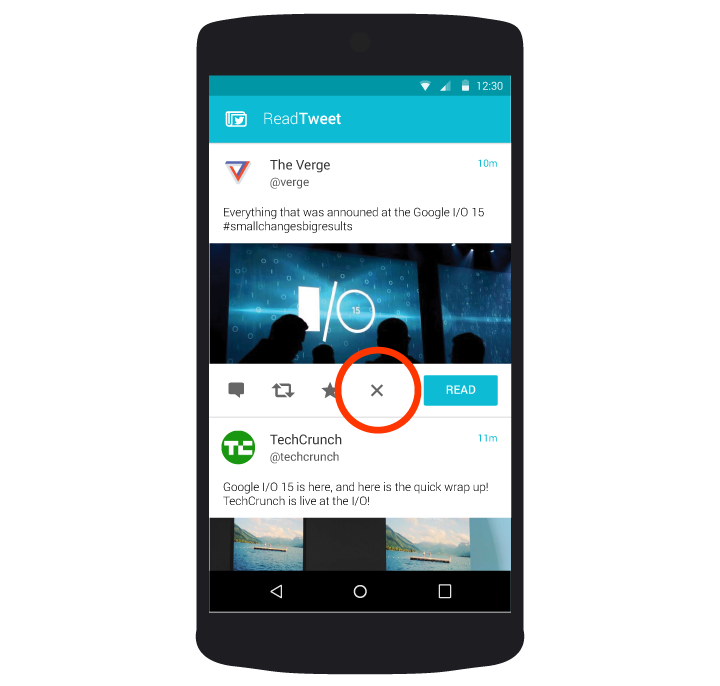 12:30
ReadTweet
The Verge
10m
@verge
Everything that was announed at the Google I/O 15
#smallchangesbigresults
I/O
15
READ
TC
TechCrunch
11m
@techcrunch
Google I/O 15 is here, and here is the quick wrap up!
TechCrunch is live at the I/O!